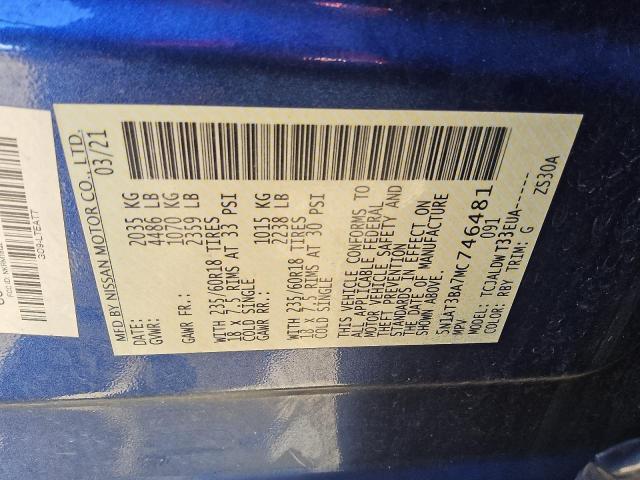 MFD BY NISSAN MOTOR CO., LTD.
DATE: 03/21
GVWR: 2035 KG
4486 LB
GAWR FR.: 1070 KG
2359 LB
WITH 235/60R18 TIRES
18 X 7.5 RIMS AT 33 PSI
COLD SINGLE
GAWR RR.: 1015 KG
2238 LB
WITH 235/60R18 TIRES
18 X 7.5 RIMS AT 30 PSI
COLD SINGLE
THIS VEHICLE CONFORMS TO
ALL APPLICABLE FEDERAL
MOTOR VEHICLE SAFETY AND
THEFT PREVENTION
STANDARDS IN EFFECT ON
THE DATE OF MANUFACTURE
SHOWN ABOVE.
5N1AT3BA7MC746481
MPV 091
MODEL: TCJALDWT33EUA------
COLOR: RBY TRIM: G
ZS30A